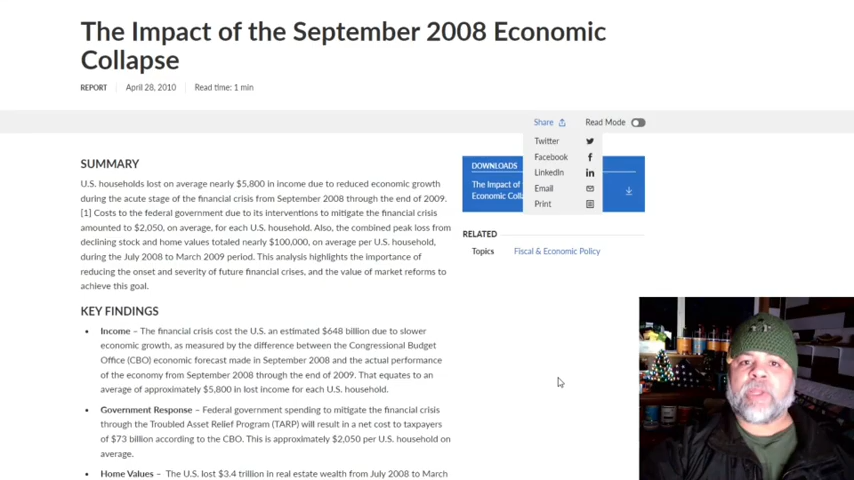 The Impact of the September 2008 Economic
Collapse
REPORT April 28, 2010 Read time: 1 min
Share Read Mode
Twitter
Facebook
LinkedIn
Email
Print
SUMMARY
U.S. households lost on average nearly $5,800 in income due to reduced economic growth
during the acute stage of the financial crisis from September 2008 through the end of 2009.
[1] Costs to the federal government due to its interventions to mitigate the financial crisis
amounted to $2,050, on average, for each U.S. household. Also, the combined peak loss from
declining stock and home values totaled nearly $100,000, on average per U.S. household,
during the July 2008 to March 2009 period. This analysis highlights the importance of
reducing the onset and severity of future financial crises, and the value of market reforms to
achieve this goal.
DOWNLOADS
The Impact of
Economic Coll
RELATED
Topics Fiscal & Economic Policy
KEY FINDINGS
• Income – The financial crisis cost the U.S. an estimated $648 billion due to slower
economic growth, as measured by the difference between the Congressional Budget
Office (CBO) economic forecast made in September 2008 and the actual performance
of the economy from September 2008 through the end of 2009. That equates to an
average of approximately $5,800 in lost income for each U.S. household.
• Government Response – Federal government spending to mitigate the financial crisis
through the Troubled Asset Relief Program (TARP) will result in a net cost to taxpayers
of $73 billion according to the CBO. This is approximately $2,050 per U.S. household on
average.
• Home Values – The U.S. lost $3.4 trillion in real estate wealth from July 2008 to March